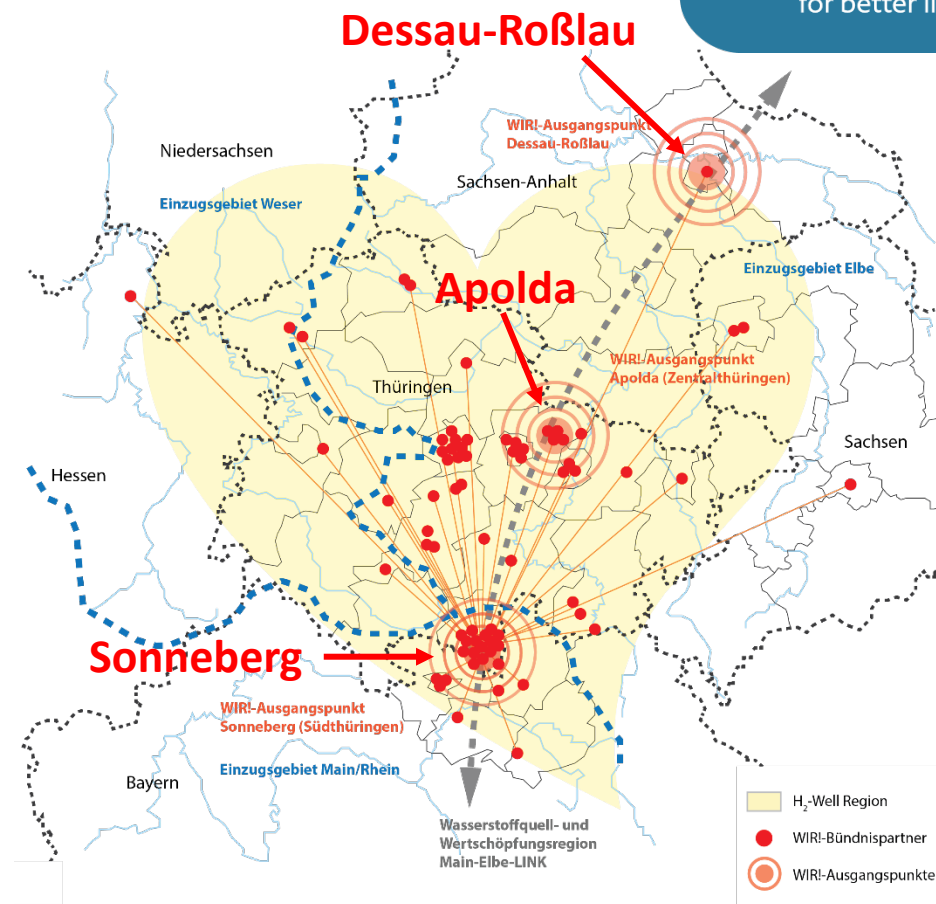 for better li
Dessau-Roßlau
WIR!-Ausgangspunkt
Dessau-Roßlau
Niedersachsen
Sachsen-Anhalt
Einzugsgebiet Weser
Einzugsgebiet Elbe
Apolda
WIR!-Ausgangspunkt
Apolda (Zentralthüringen)
Thüringen
Sachsen
Hessen
Sonneberg
WIR!-Ausgangspunkt
Sonneberg (Südthüringen)
Einzugsgebiet Main/Rhein
Bayern
Wasserstoffquell- und
Wertschöpfungsregion
Main-Elbe-LINK
H₂-Well Region
WIR!-Bündnispartner
WIR!-Ausgangspunkte